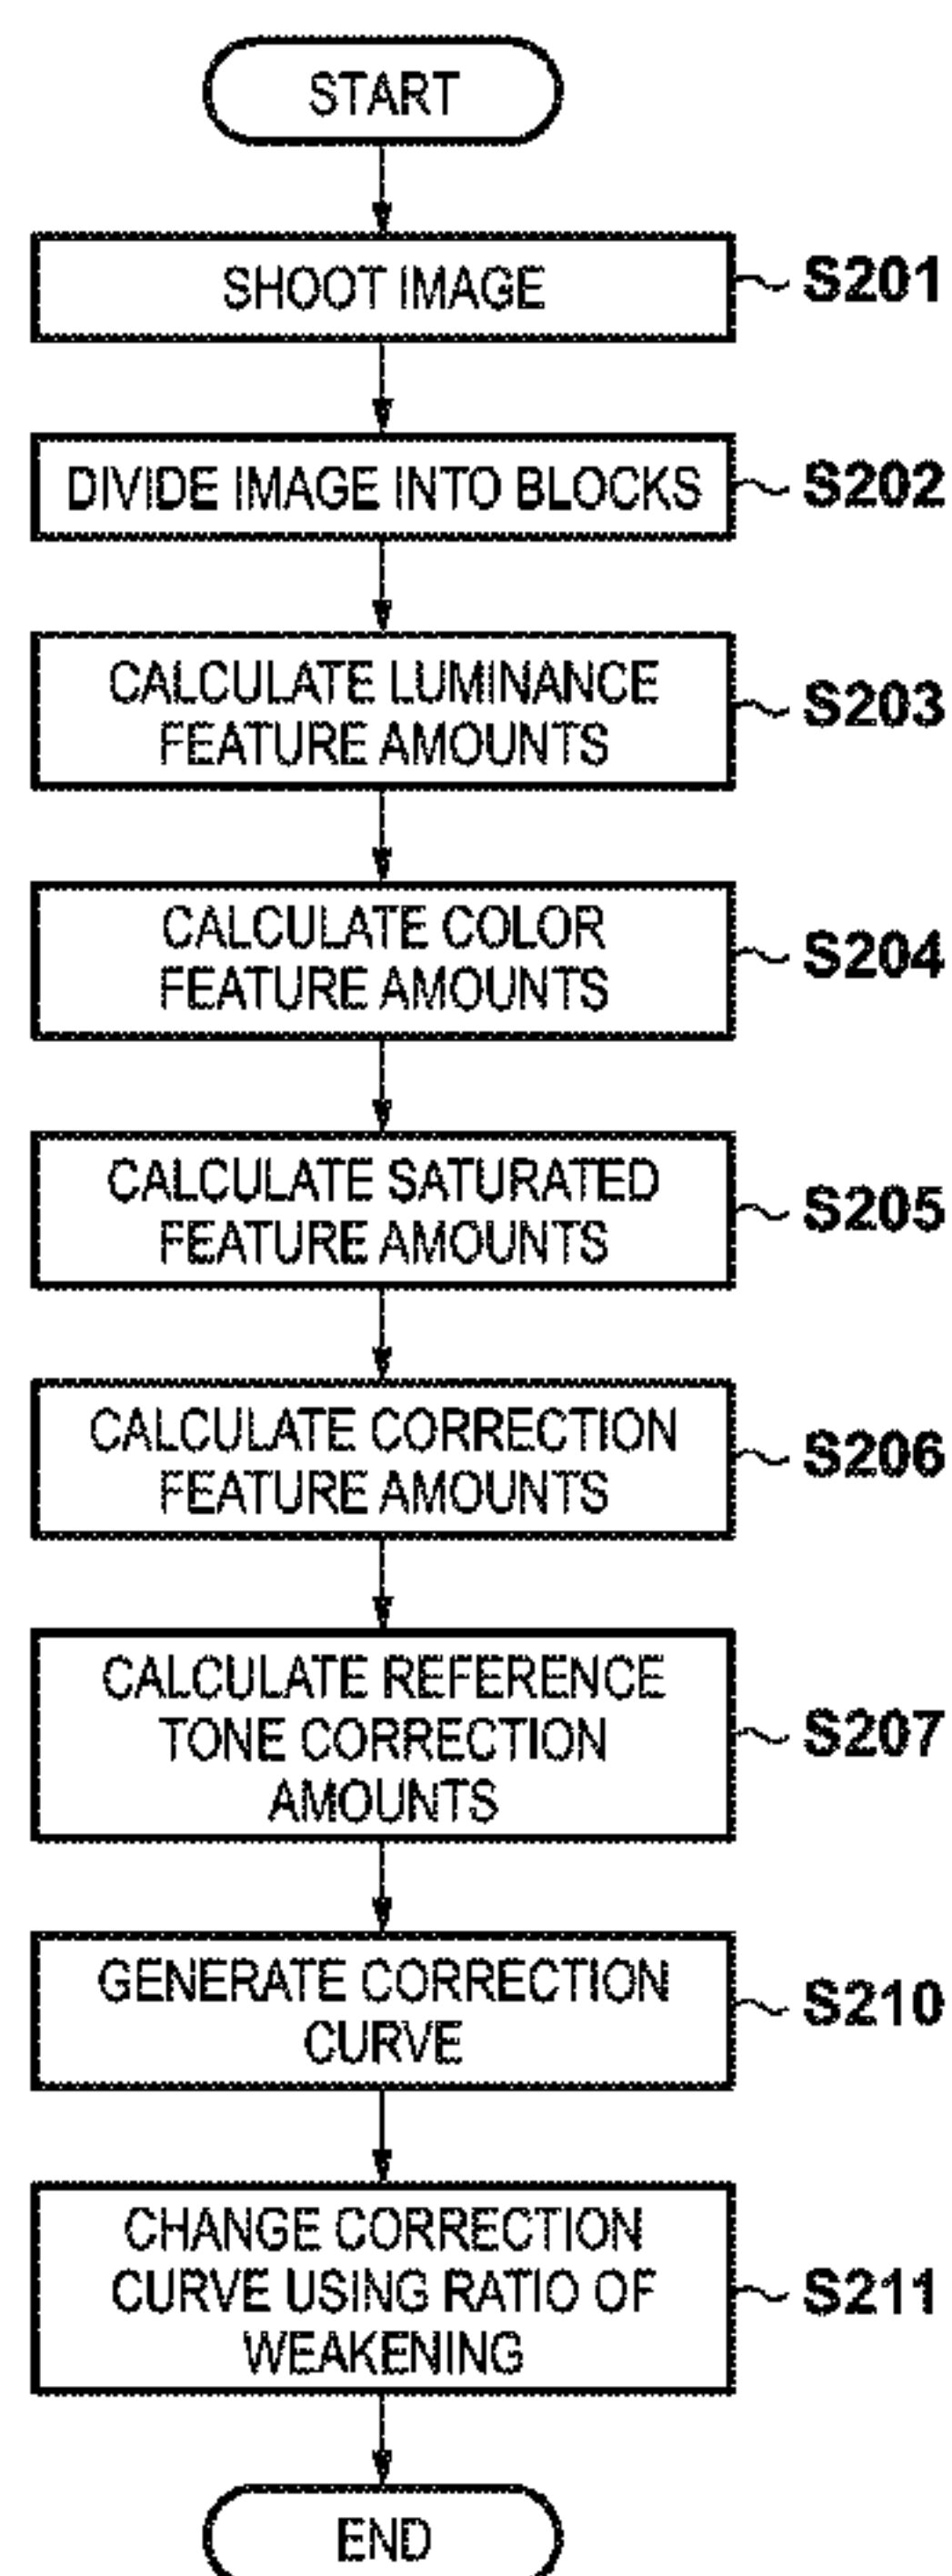 START
SHOOT IMAGE
S201
DIVIDE IMAGE INTO BLOCKS
S202
CALCULATE LUMINANCE
FEATURE AMOUNTS
S203
CALCULATE COLOR
FEATURE AMOUNTS
S204
CALCULATE SATURATED
FEATURE AMOUNTS
S205
CALCULATE CORRECTION
FEATURE AMOUNTS
S206
CALCULATE REFERENCE
TONE CORRECTION
AMOUNTS
S207
GENERATE CORRECTION
CURVE
S210
CHANGE CORRECTION
CURVE USING RATIO OF
WEAKENING
S211
END